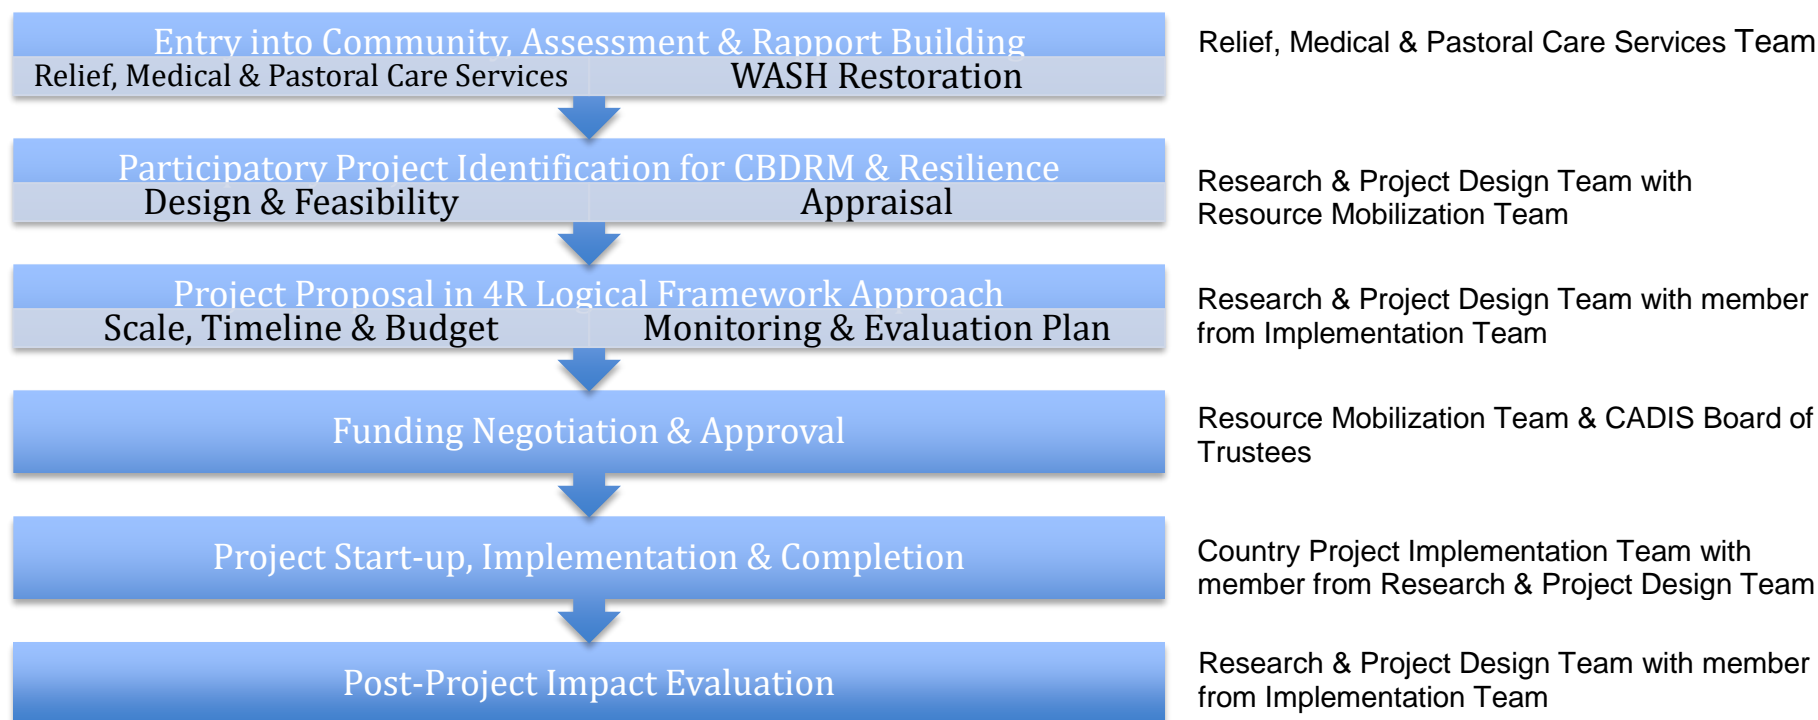 Entry into Community, Assessment & Rapport Building
Relief, Medical & Pastoral Care Services
WASH Restoration
Relief, Medical & Pastoral Care Services Team
Participatory Project Identification for CBDRM & Resilience
Design & Feasibility
Appraisal
Research & Project Design Team with
Resource Mobilization Team
Project Proposal in 4R Logical Framework Approach
Scale, Timeline & Budget
Monitoring & Evaluation Plan
Research & Project Design Team with member
from Implementation Team
Funding Negotiation & Approval
Resource Mobilization Team & CADIS Board of
Trustees
Project Start-up, Implementation & Completion
Country Project Implementation Team with
member from Research & Project Design Team
Post-Project Impact Evaluation
Research & Project Design Team with member
from Implementation Team